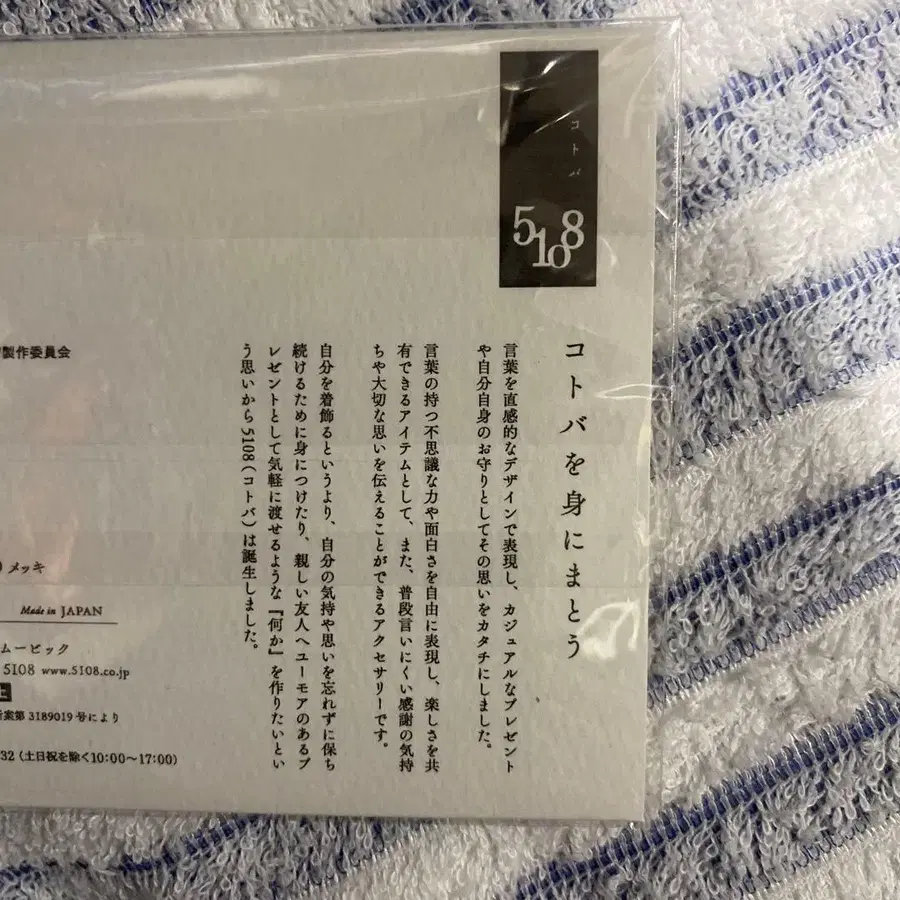 コトバ
5108
コトバを身にまとう
言葉を直感的なデザインで表現し、カジュアルなプレゼント
や自分自身のお守りとしてその思いをカタチにしました。
言葉の持つ不思議な力や面白さを自由に表現し、楽しさを共
有できるアイテムとして、また、普段言いにくい感謝の気持
ちや大切な思いを伝えることができるアクセサリーです。
自分を着飾るというより、自分の気持や思いを忘れずに保ち
続けるために身につけたり、親しい友人へユーモアのあるプ
レゼントとして気軽に渡せるような『何か』を作りたいとい
う思いから5108(コトバ)は誕生しました。
製作委員会
メッキ
Made in JAPAN
ムービック
5108 www.5108.co.jp
案第3189019号により
32(土日祝を除く10:00〜17:00)